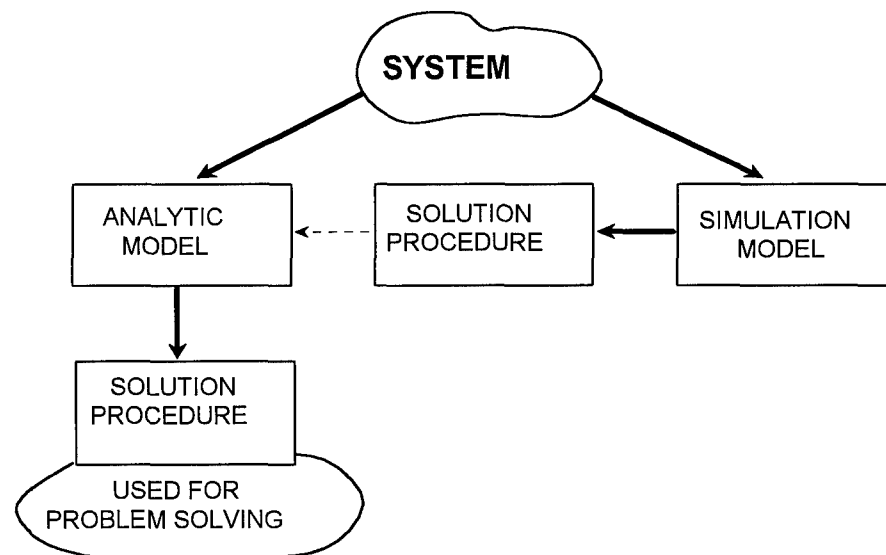 SYSTEM
ANALYTIC
MODEL
SOLUTION
PROCEDURE
SIMULATION
MODEL
SOLUTION
PROCEDURE
USED FOR
PROBLEM SOLVING